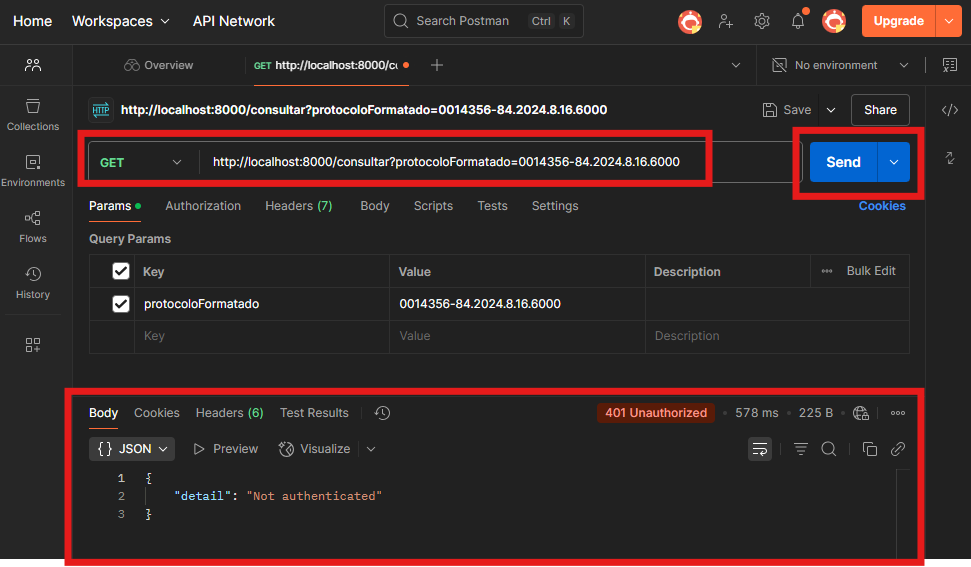 Home Workspaces API Network Search Postman Ctrl K Upgrade
Overview GET http://localhost:8000/co No environment
http://localhost:8000/consultar?protocoloFormatado=0014356-84.2024.8.16.6000 Save Share
Collections
Environments
Flows
History
GET http://localhost:8000/consultar?protocoloFormatado=0014356-84.2024.8.16.6000 Send
Params Authorization Headers (7) Body Scripts Tests Settings Cookies
Query Params
Key Value Description Bulk Edit
protocoloFormatado 0014356-84.2024.8.16.6000
Key Value Description
Body Cookies Headers (6) Test Results 401 Unauthorized • 578 ms • 225 B
{} JSON Preview Visualize
1 {
2 "detail": "Not authenticated"
3 }